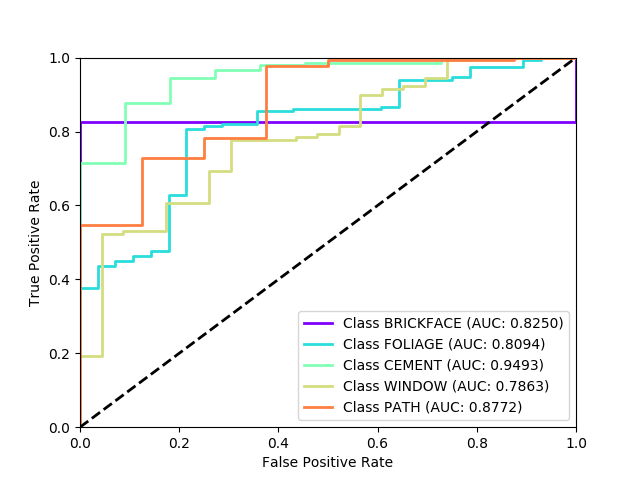 1.0
0.8
0.6
0.4
0.2
0.0
True Positive Rate
Class BRICKFACE (AUC: 0.8250)
Class FOLIAGE (AUC: 0.8094)
Class CEMENT (AUC: 0.9493)
Class WINDOW (AUC: 0.7863)
Class PATH (AUC: 0.8772)
0.0 0.2 0.4 0.6 0.8 1.0
False Positive Rate